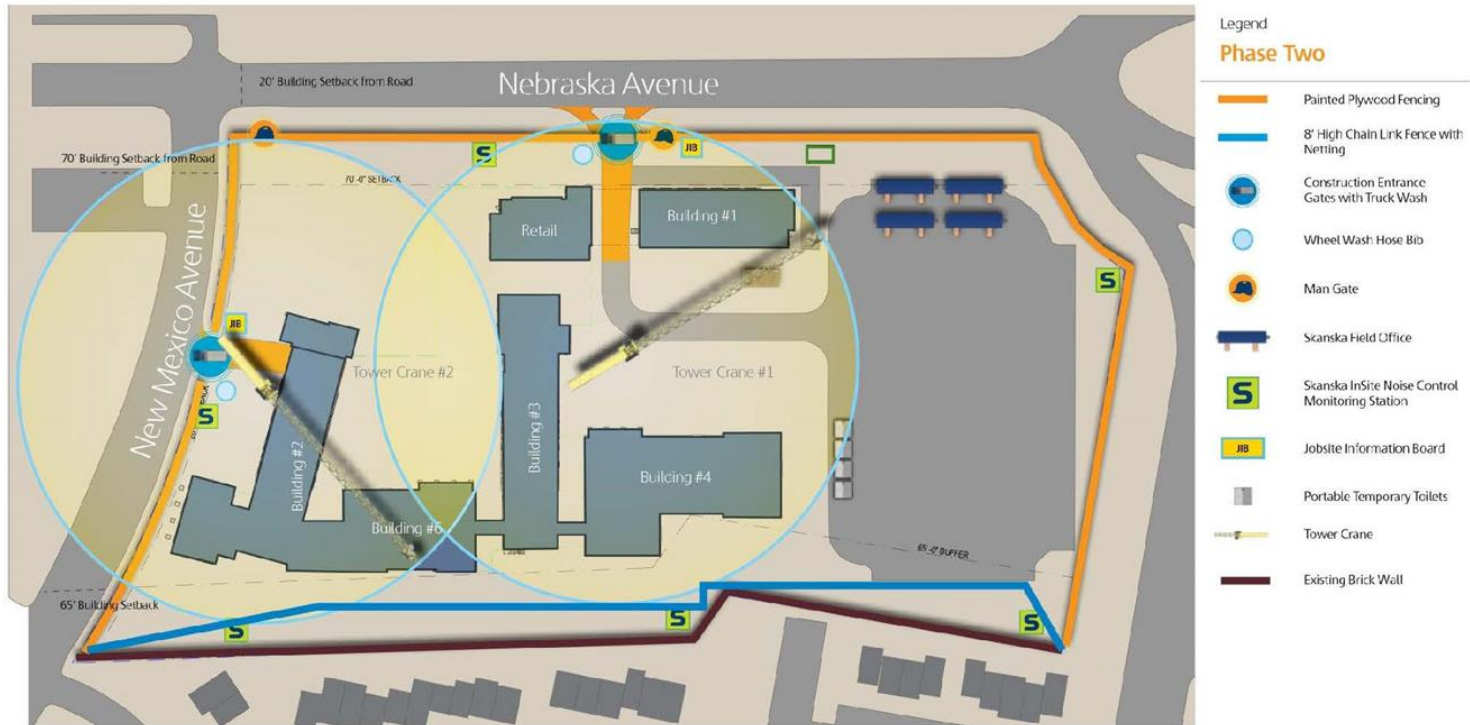 Legend
Phase Two
Painted Plywood Fencing
8' High Chain Link Fence with
Netting
Construction Entrance
Gates with Truck Wash
Wheel Wash Hose Bib
Man Gate
Skanska Field Office
S
Skanska InSite Noise Control
Monitoring Station
JIB
Jobsite Information Board
Portable Temporary Toilets
Tower Crane
Existing Brick Wall
20' Building Setback from Road
Nebraska Avenue
70' Building Setback from Road
70'-0" SETBACK
S
JIB
Retail
Building #1
New Mexico Avenue
JIB
S
S
Tower Crane #2
Tower Crane #1
Building #2
Building #3
Building #4
Building #6
65'-0" BUFFER
65' Building Setback
S
S
S